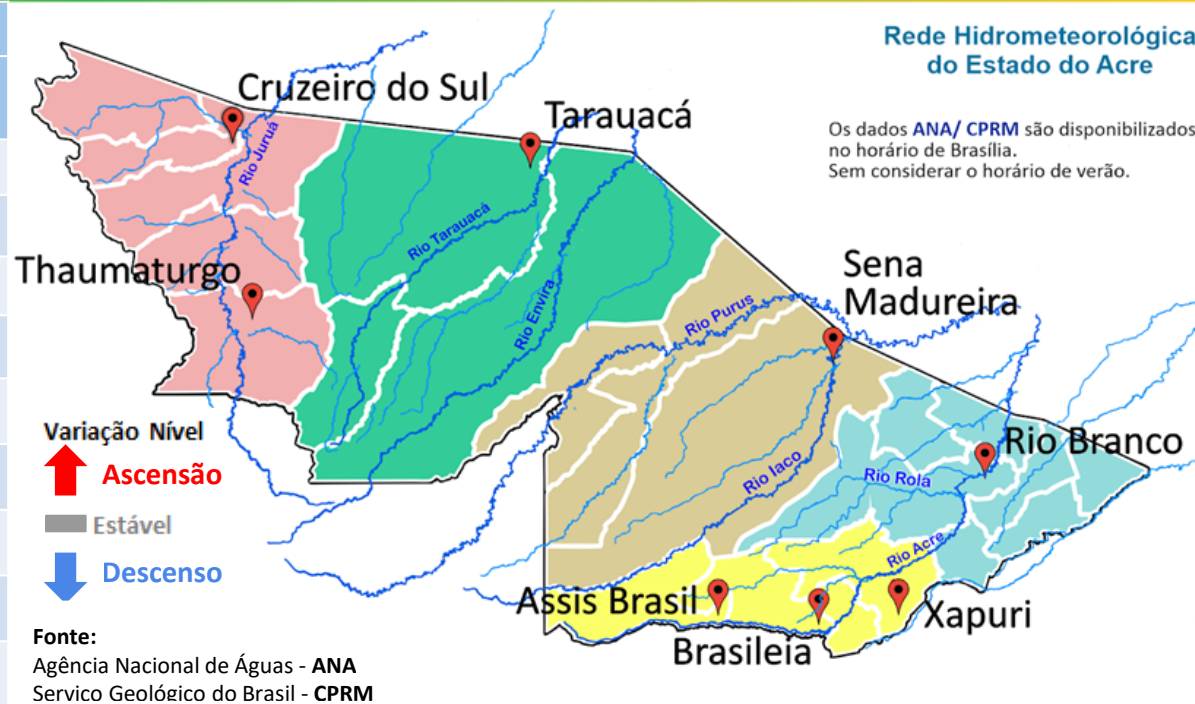 Rede Hidrometeorológica
do Estado do Acre
Os dados ANA/ CPRM são disponibilizados
no horário de Brasília.
Sem considerar o horário de verão.
Cruzeiro do Sul
Tarauacá
Rio Juruá
Rio Tarauacá
Thaumaturgo
Rio Envira
Sena
Madureira
Rio Purus
Rio Branco
Rio Iaco
Rio Rola
Rio Acre
Assis Brasil
Brasileia
Xapuri
Variação Nível
Ascensão
Estável
Descenso
Fonte:
Agência Nacional de Águas - ANA
Serviço Geológico do Brasil - CPRM